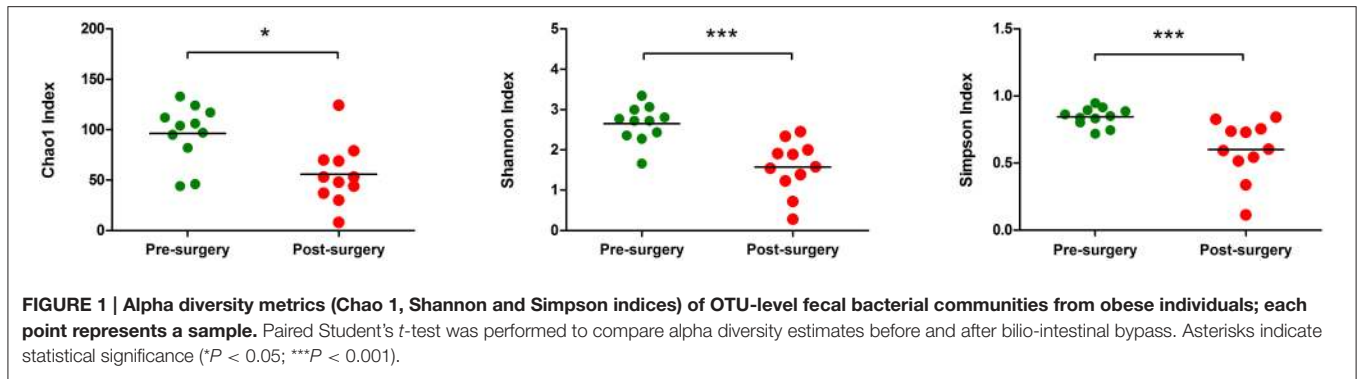 200
150
100
50
0
Chao1 Index
*
Pre-surgery
Post-surgery
5
4
3
2
1
0
Shannon Index
***
Pre-surgery
Post-surgery
1.5
1.0
0.5
0.0
Simpson Index
***
Pre-surgery
Post-surgery
FIGURE 1 | Alpha diversity metrics (Chao 1, Shannon and Simpson indices) of OTU-level fecal bacterial communities from obese individuals; each
point represents a sample. Paired Student's t-test was performed to compare alpha diversity estimates before and after bilio-intestinal bypass. Asterisks indicate
statistical significance (*P < 0.05; ***P < 0.001).